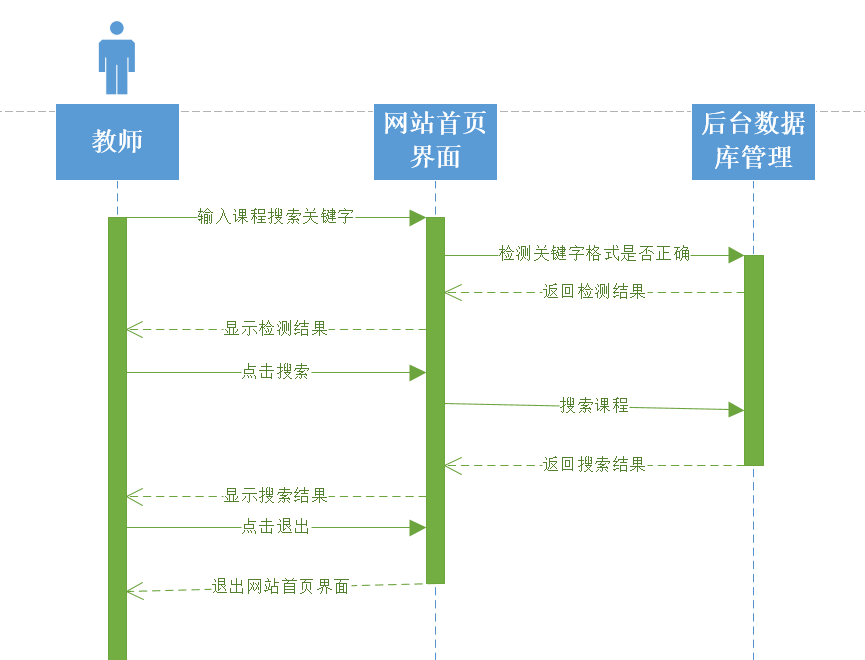 教师
网站首页
界面
后台数据
库管理
输入课程搜索关键字
检测关键字格式是否正确
返回检测结果
显示检测结果
点击搜索
搜索课程
返回搜索结果
显示搜索结果
点击退出
退出网站首页界面